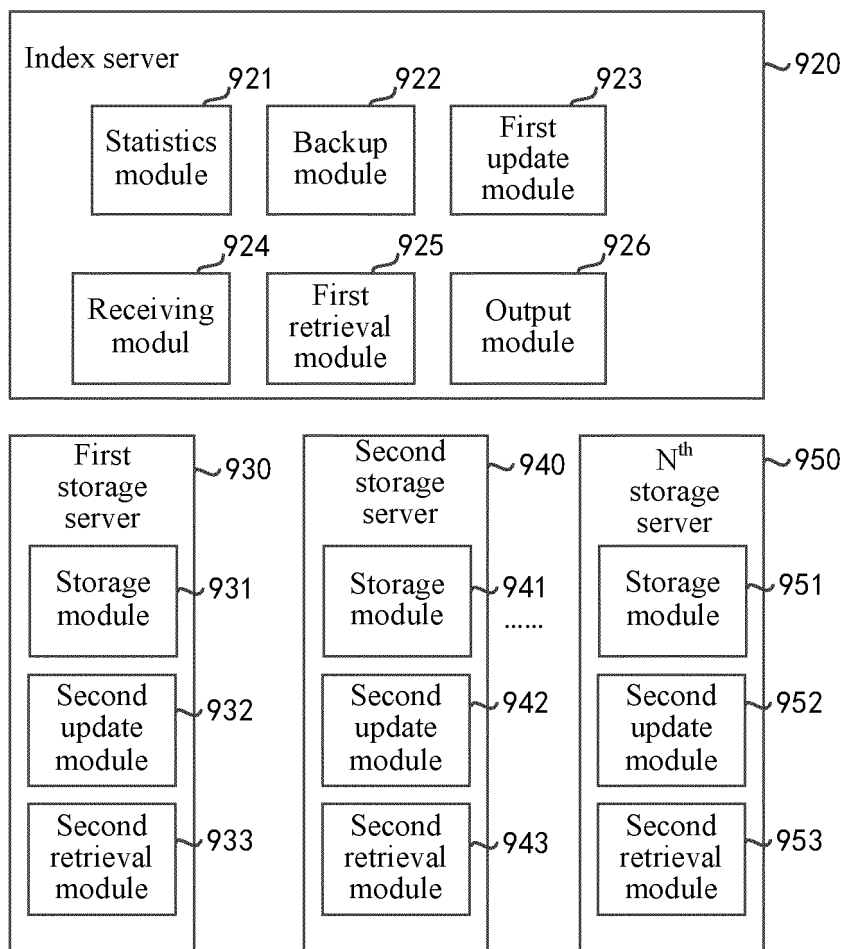 Index server
920
921
922
923
Statistics
module
Backup
module
First
update
module
924
925
926
Receiving
modul
First
retrieval
module
Output
module
First
storage
server
930
Second
storage
server
940
Nth
storage
server
950
Storage
module
931
Storage
module
941
......
Storage
module
951
Second
update
module
932
Second
update
module
942
Second
update
module
952
Second
retrieval
module
933
Second
retrieval
module
943
Second
retrieval
module
953